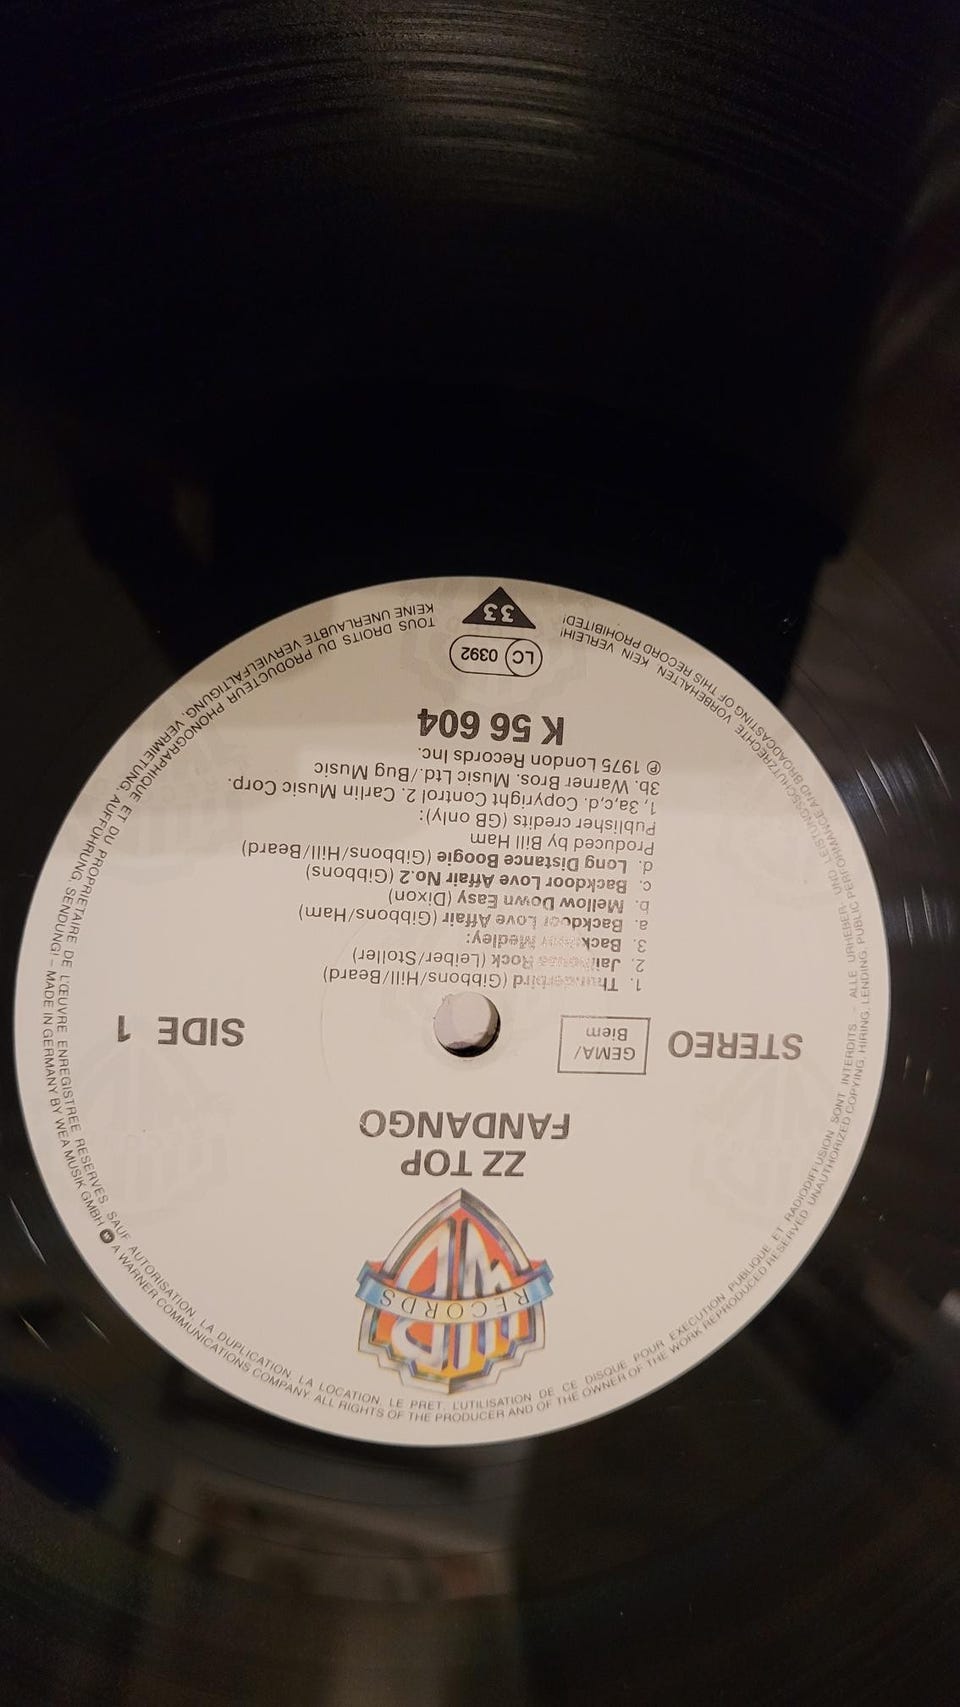 WB
RECORDS
ZZ TOP
FANDANGO
STEREO
GEMA/
Biem
SIDE 1
1. Thunderbird (Gibbons/Hill/Beard)
2. Jailhouse Rock (Leiber/Stoller)
3. Backdoor Medley:
a. Backdoor Love Affair (Gibbons/Ham)
b. Mellow Down Easy (Dixon)
c. Backdoor Love Affair No.2 (Gibbons)
d. Long Distance Boogie (Gibbons/Hill/Beard)
Produced by Bill Ham
Publisher credits (GB only):
1, 3a,c,d. Copyright Control 2. Carlin Music Corp.
3b. Warner Bros. Music Ltd./Bug Music
℗ 1975 London Records Inc.
K 56 604
LC 0392
33
TOUS DROITS DU PRODUCTEUR PHONOGRAPHIQUE ET DU PROPRIETAIRE DE L'ŒUVRE ENREGISTREE RESERVES. SAUF AUTORISATION, LA DUPLICATION, LA LOCATION, LE PRET, L'UTILISATION DE CE DISQUE POUR EXECUTION PUBLIQUE ET RADIODIFFUSION SONT INTERDITS. – ALLE URHEBER- UND LEISTUNGSSCHUTZRECHTE VORBEHALTEN. KEIN VERLEIH!
KEINE UNERLAUBTE VERVIELFÄLTIGUNG, VERMIETUNG, AUFFÜHRUNG, SENDUNG! – MADE IN GERMANY BY WEA MUSIK GMBH A WARNER COMMUNICATIONS COMPANY. ALL RIGHTS OF THE PRODUCER AND OF THE OWNER OF THE WORK REPRODUCED RESERVED. UNAUTHORIZED COPYING, HIRING, LENDING, PUBLIC PERFORMANCE AND BROADCASTING OF THIS RECORD PROHIBITED!